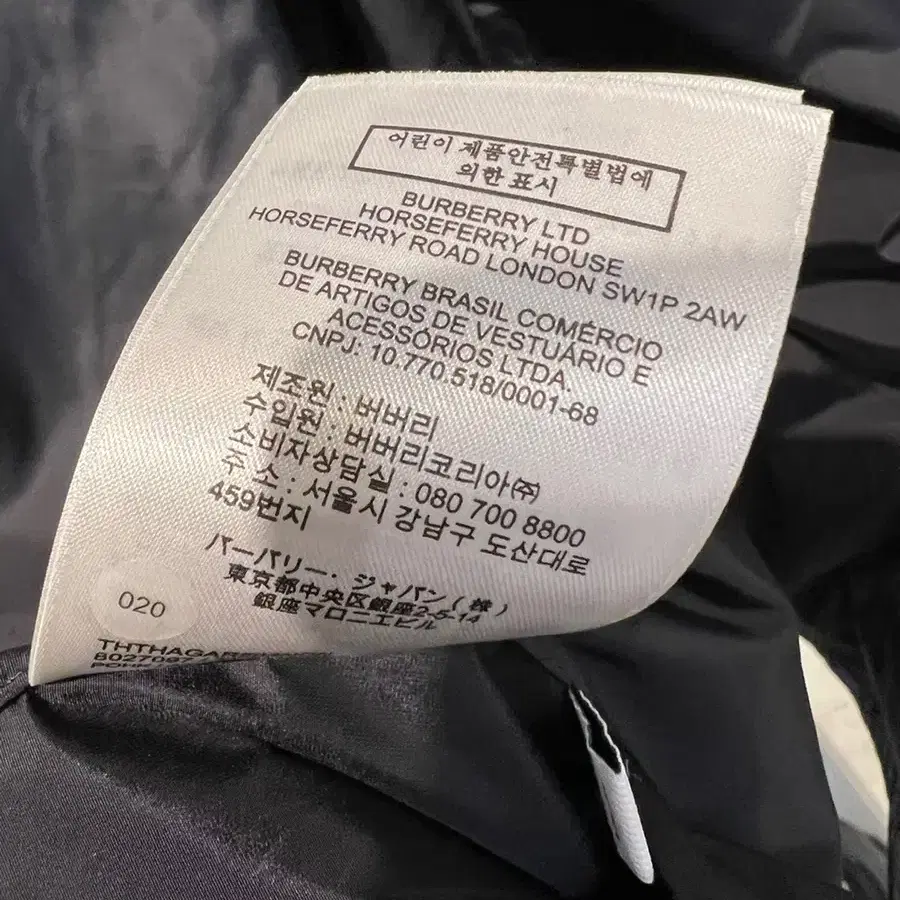 어린이 제품안전특별법에
의한 표시
BURBERRY LTD
HORSEFERRY HOUSE
HORSEFERRY ROAD LONDON SW1P 2AW
BURBERRY BRASIL COMÉRCIO
DE ARTIGOS DE VESTUÁRIO E
ACESSÓRIOS LTDA.
CNPJ: 10.770.518/0001-68
제조원 : 버버리
수입원 : 버버리코리아㈜
소비자상담실 : 080 700 8800
주 소 : 서울시 강남구 도산대로
459번지
バーバリー・ジャパン(株)
東京都中央区銀座2-5-14
銀座マロニエビル
020